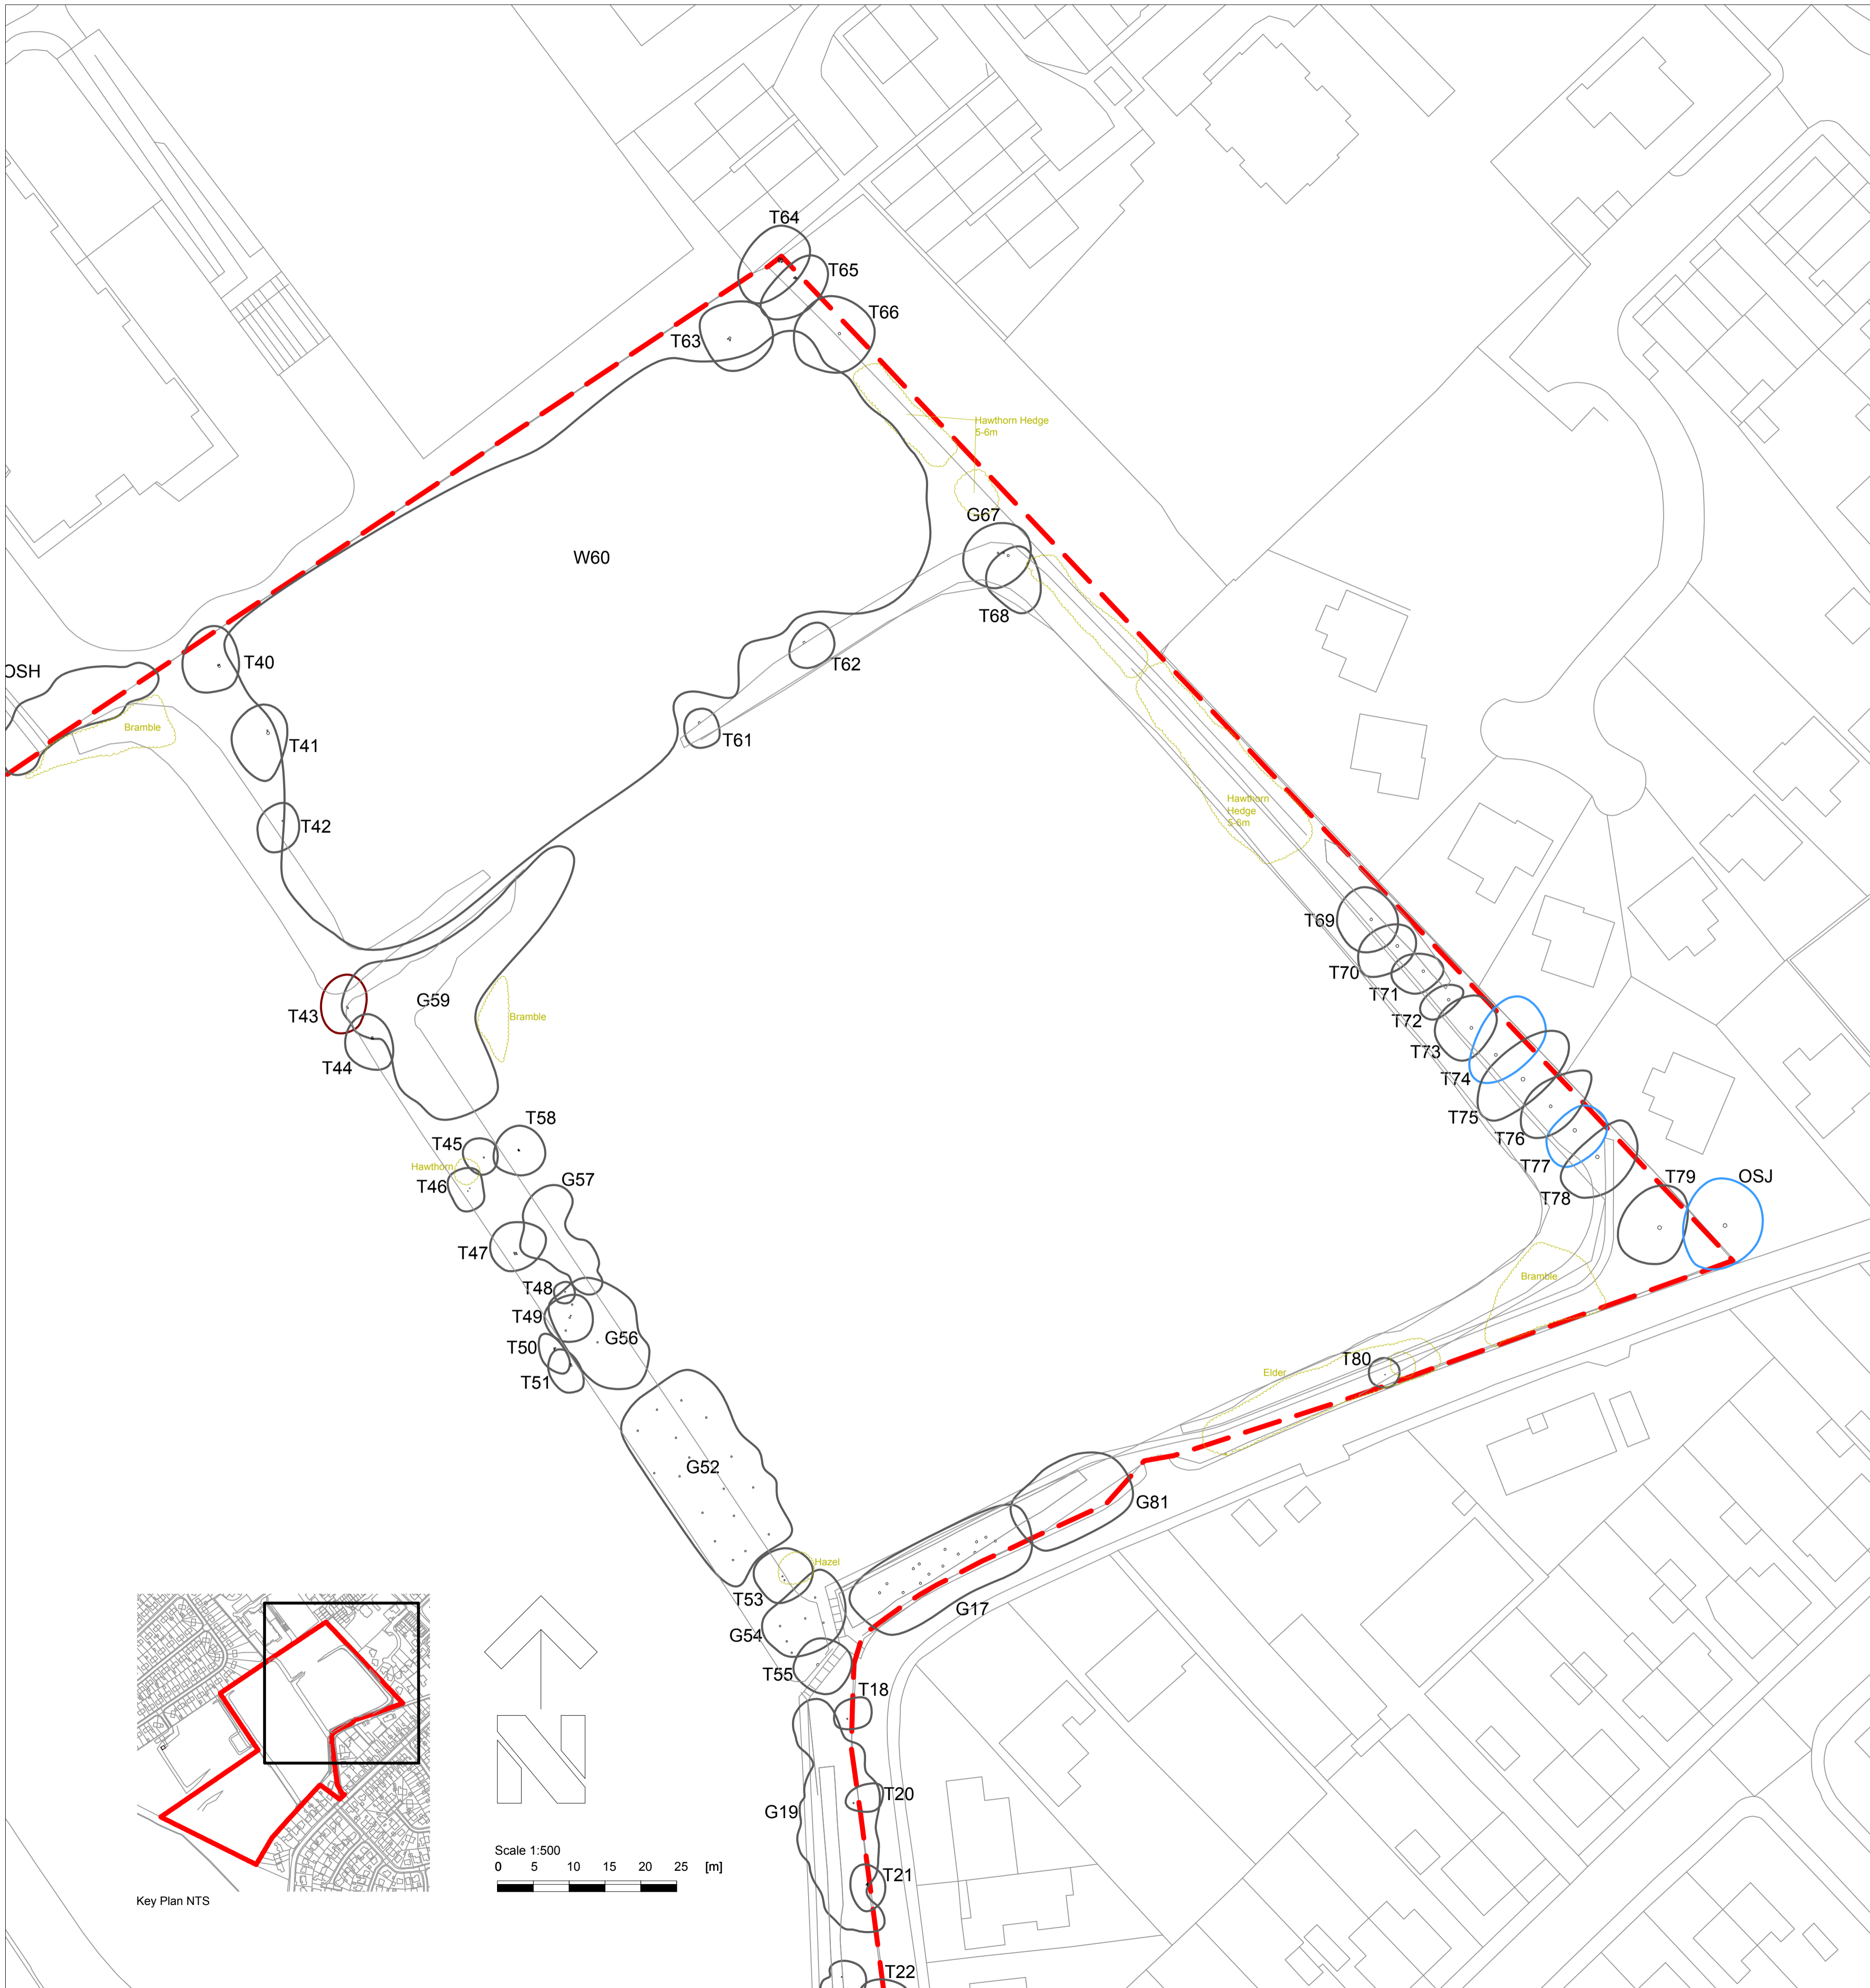 T64
T65
T66
T63
Hawthorn Hedge
5-6m
G67
W60
T68
OSH
T40
T62
Bramble
T61
T41
Hawthorn
Hedge
5-6m
T42
T69
T70
T71
G59
T43
Bramble
T72
T73
T44
T74
T75
T58
T45
T76
Hawthorn
T46
T77
G57
T79
OSJ
T78
T47
Bramble
T48
T49
G56
T50
T51
T80
Elder
G52
G81
Hazel
T53
G17
G54
T55
T18
T20
G19
Scale 1:500
0 5 10 15 20 25 [m]
T21
Key Plan NTS
N
T22